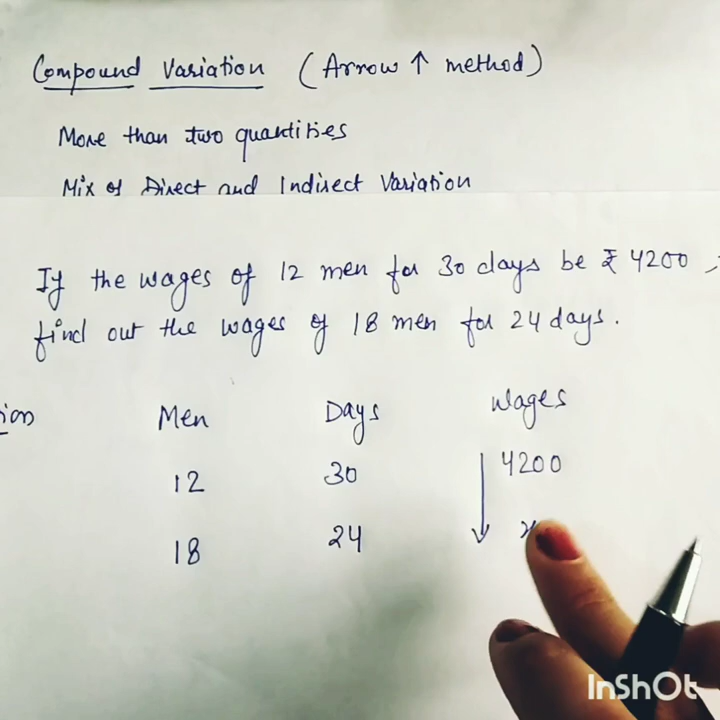 Compound Variation (Arrow ↑ method)
More than two quantities
Mix of Direct and Indirect Variation
If the wages of 12 men for 30 days be ₹ 4200,
find out the wages of 18 men for 24 days.
Men Days Wages
12 30 4200
18 24 x
InShOt